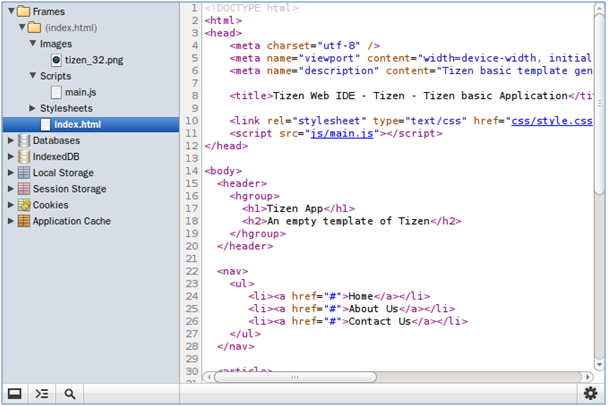 Frames
(index.html)
Images
tizen_32.png
Scripts
main.js
Stylesheets
index.html
Databases
IndexedDB
Local Storage
Session Storage
Cookies
Application Cache
1 <!DOCTYPE html>
2 <html>
3 <head>
4 <meta charset="utf-8" />
5 <meta name="viewport" content="width=device-width, initial
6 <meta name="description" content="Tizen basic template gen
7
8 <title>Tizen Web IDE - Tizen - Tizen basic Application</tit
9
10 <link rel="stylesheet" type="text/css" href="css/style.css
11 <script src="js/main.js"></script>
12 </head>
13
14 <body>
15 <header>
16 <hgroup>
17 <h1>Tizen App</h1>
18 <h2>An empty template of Tizen</h2>
19 </hgroup>
20 </header>
21
22 <nav>
23 <ul>
24 <li><a href="#">Home</a></li>
25 <li><a href="#">About Us</a></li>
26 <li><a href="#">Contact Us</a></li>
27 </ul>
28 </nav>
29
30 <article>